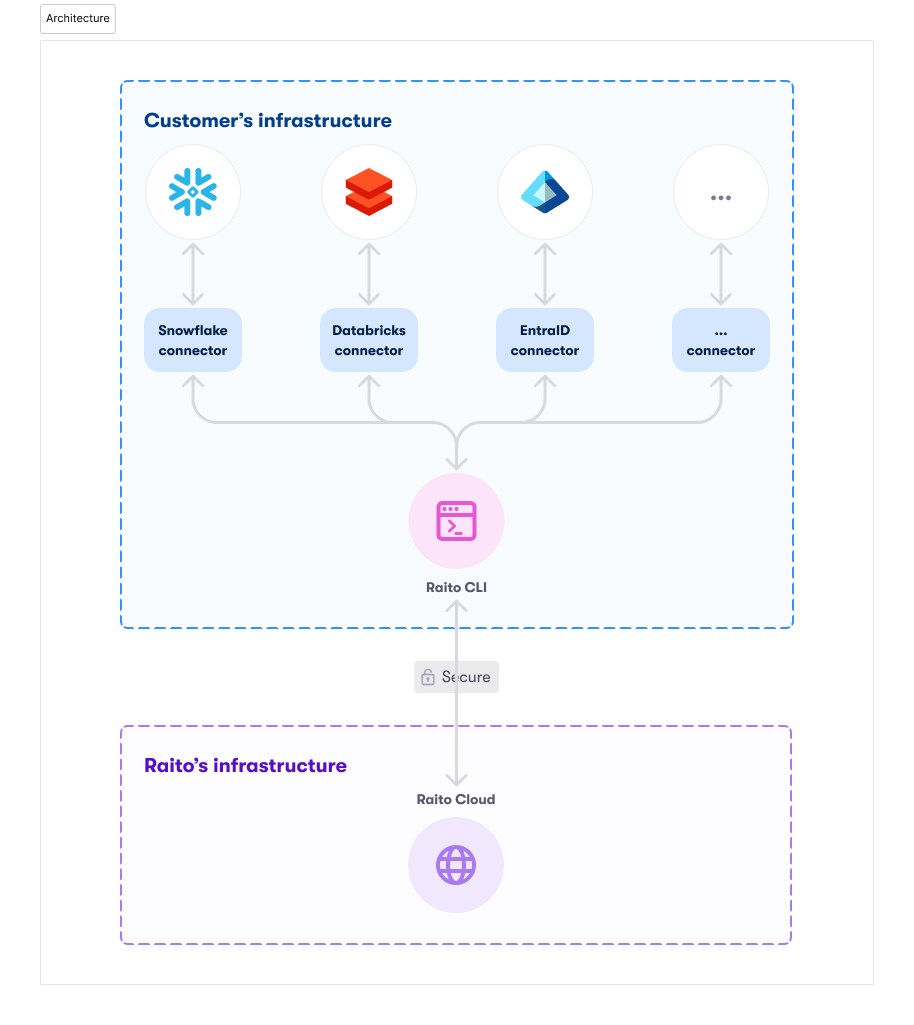 Architecture
Customer’s infrastructure
...
Snowflake
connector
Databricks
connector
EntraID
connector
...
connector
Raito CLI
Secure
Raito’s infrastructure
Raito Cloud